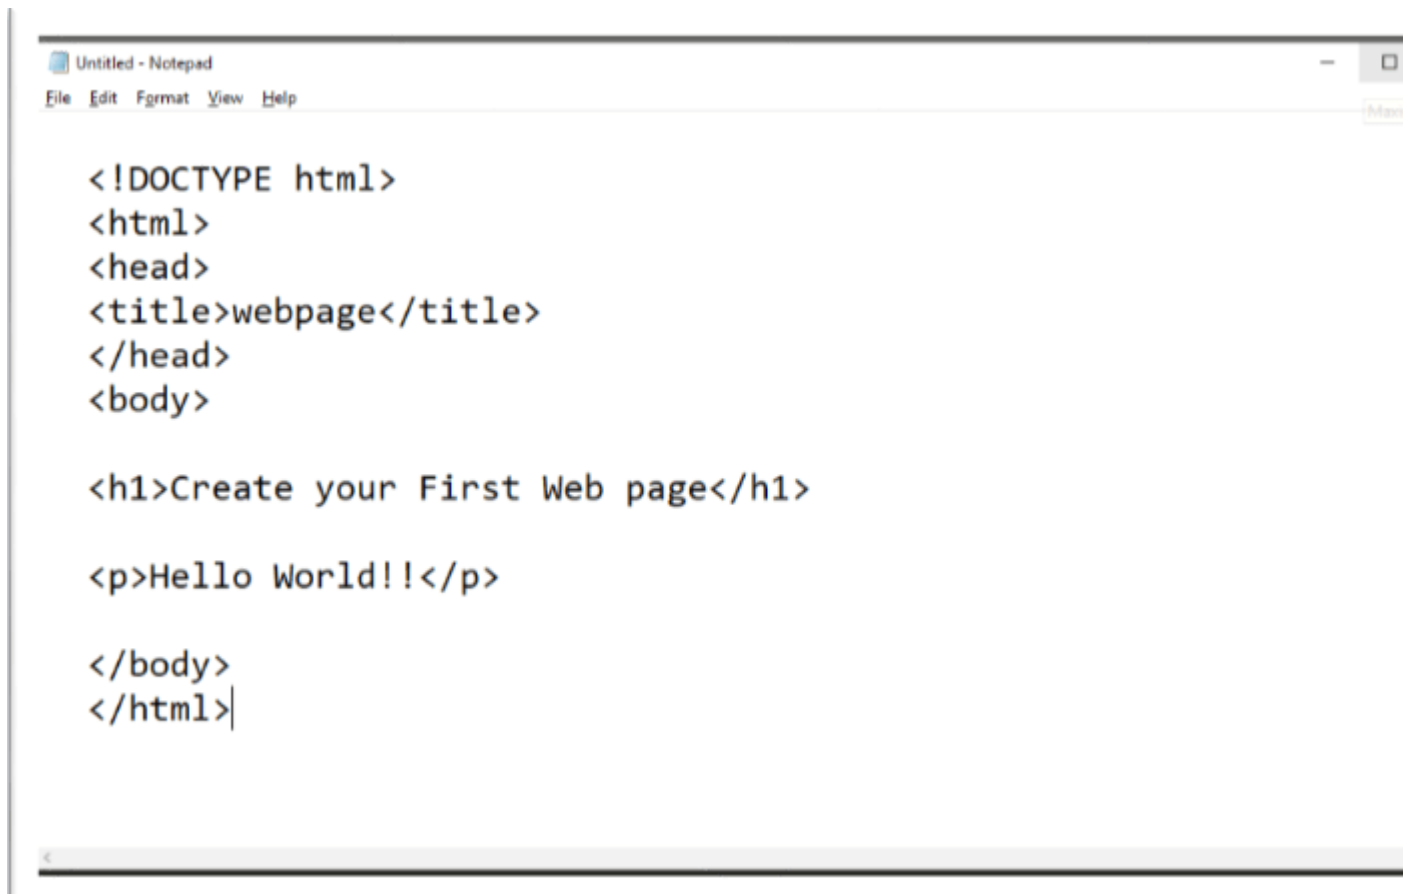 Untitled - Notepad
File Edit Format View Help
<!DOCTYPE html>
<html>
<head>
<title>webpage</title>
</head>
<body>
<h1>Create your First Web page</h1>
<p>Hello World!!</p>
</body>
</html>